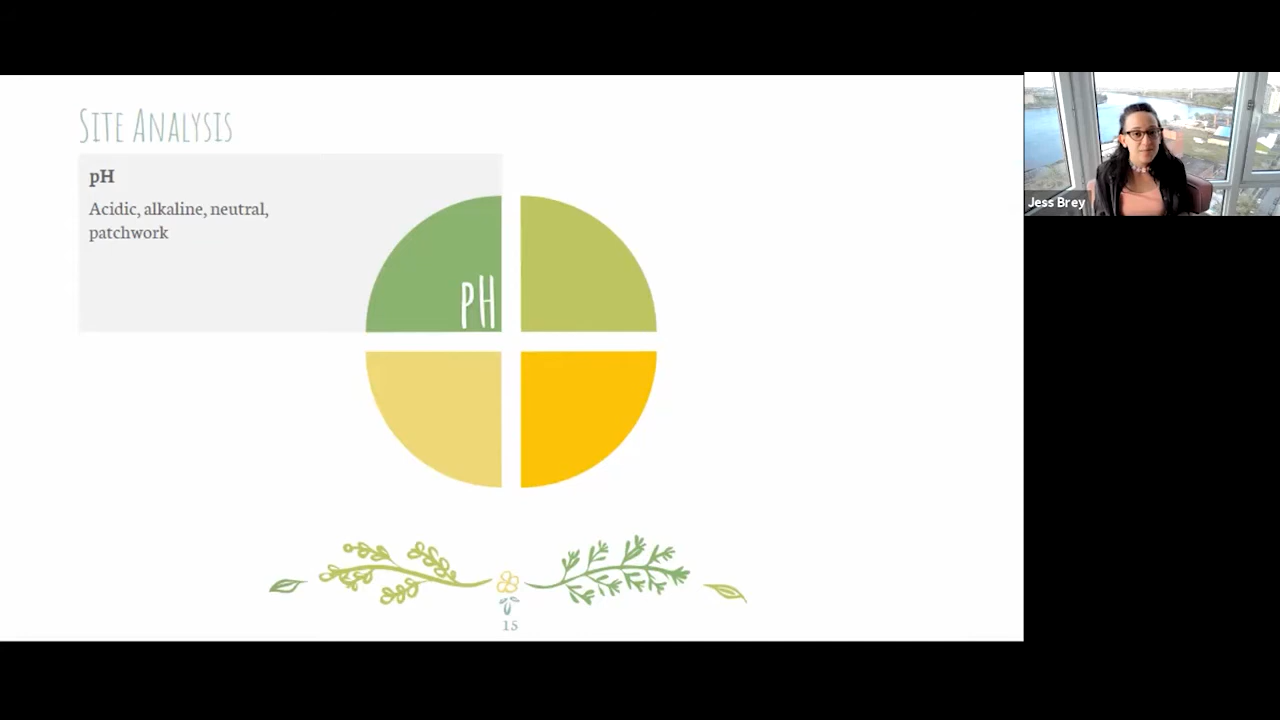 Site Analysis
pH
Acidic, alkaline, neutral,
patchwork
pH
15
Jess Brey